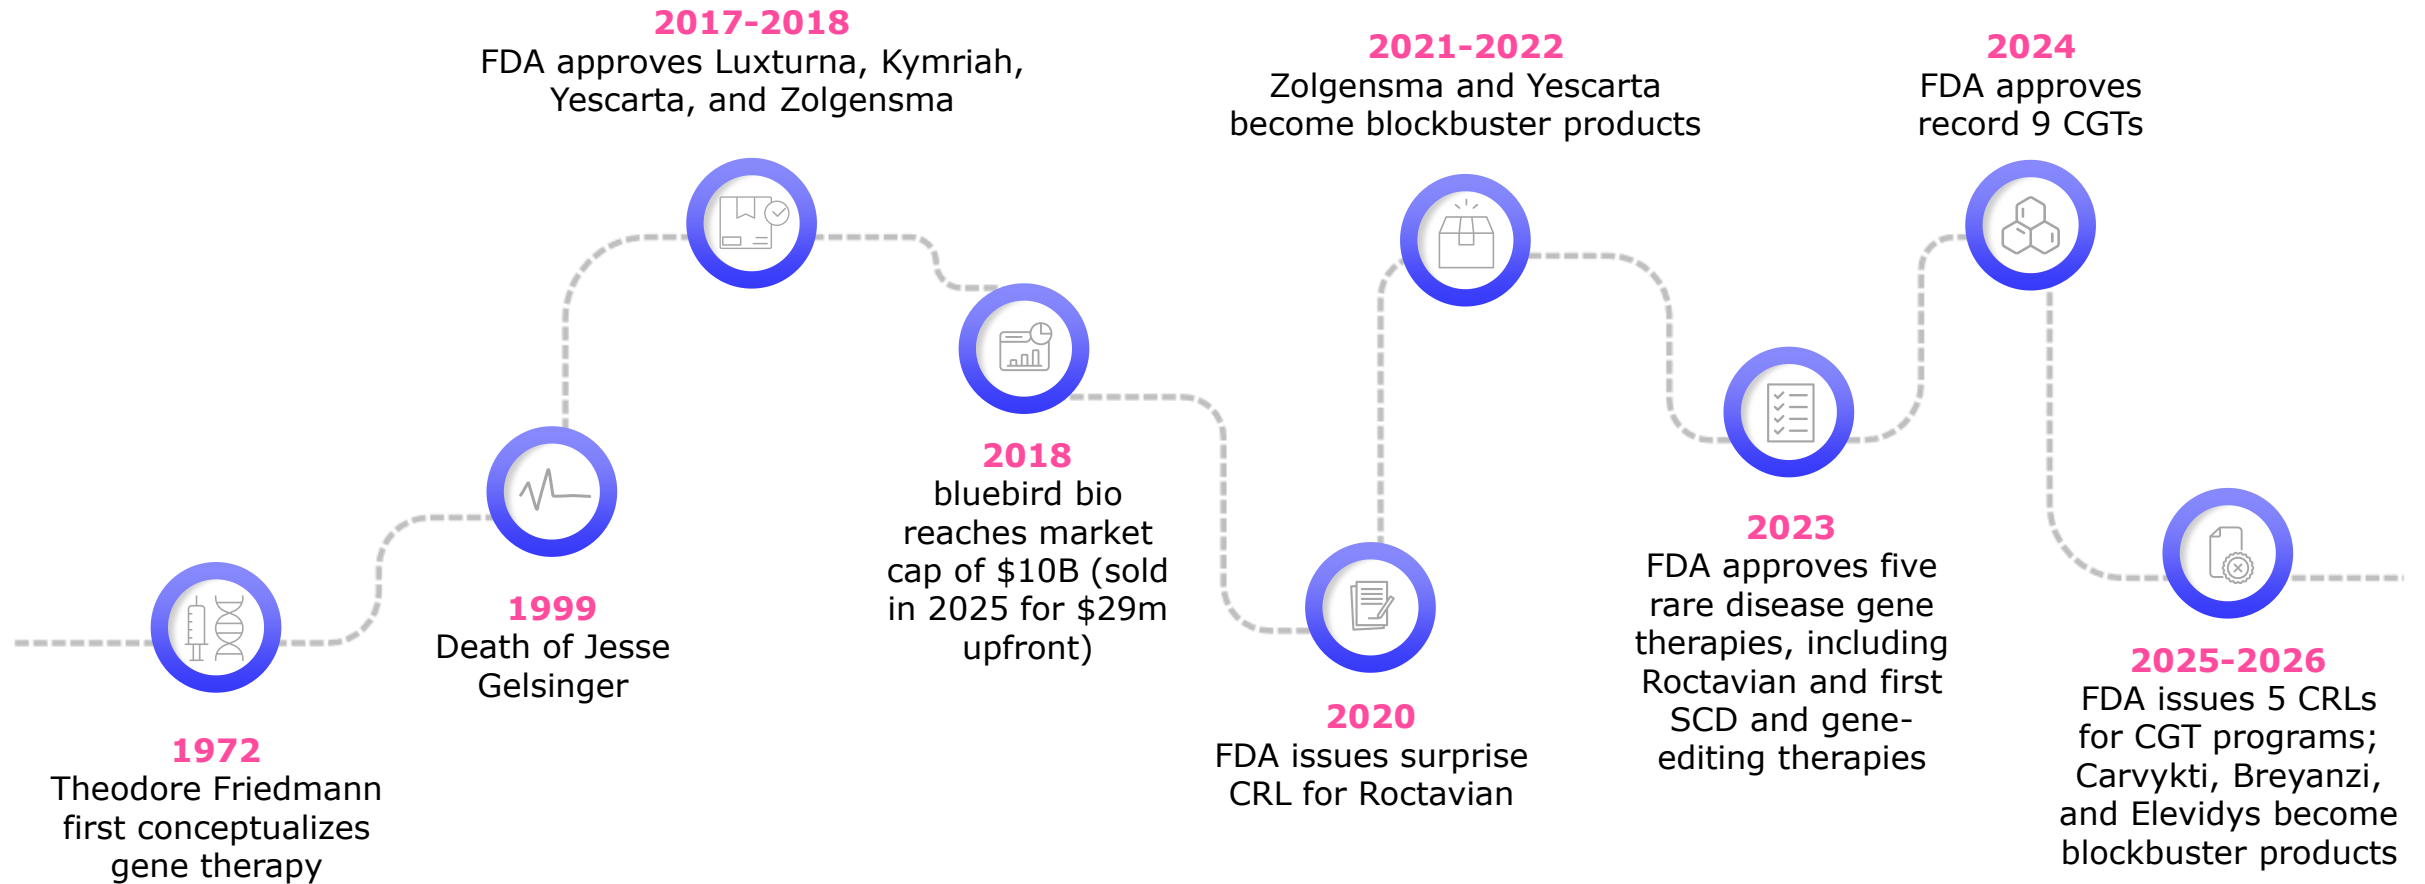 1972
Theodore Friedmann
first conceptualizes
gene therapy
1999
Death of Jesse
Gelsinger
2017-2018
FDA approves Luxturna, Kymriah,
Yescarta, and Zolgensma
2018
bluebird bio
reaches market
cap of $10B (sold
in 2025 for $29m
upfront)
2020
FDA issues surprise
CRL for Roctavian
2021-2022
Zolgensma and Yescarta
become blockbuster products
2023
FDA approves five
rare disease gene
therapies, including
Roctavian and first
SCD and gene-
editing therapies
2024
FDA approves
record 9 CGTs
2025-2026
FDA issues 5 CRLs
for CGT programs;
Carvykti, Breyanzi,
and Elevidys become
blockbuster products